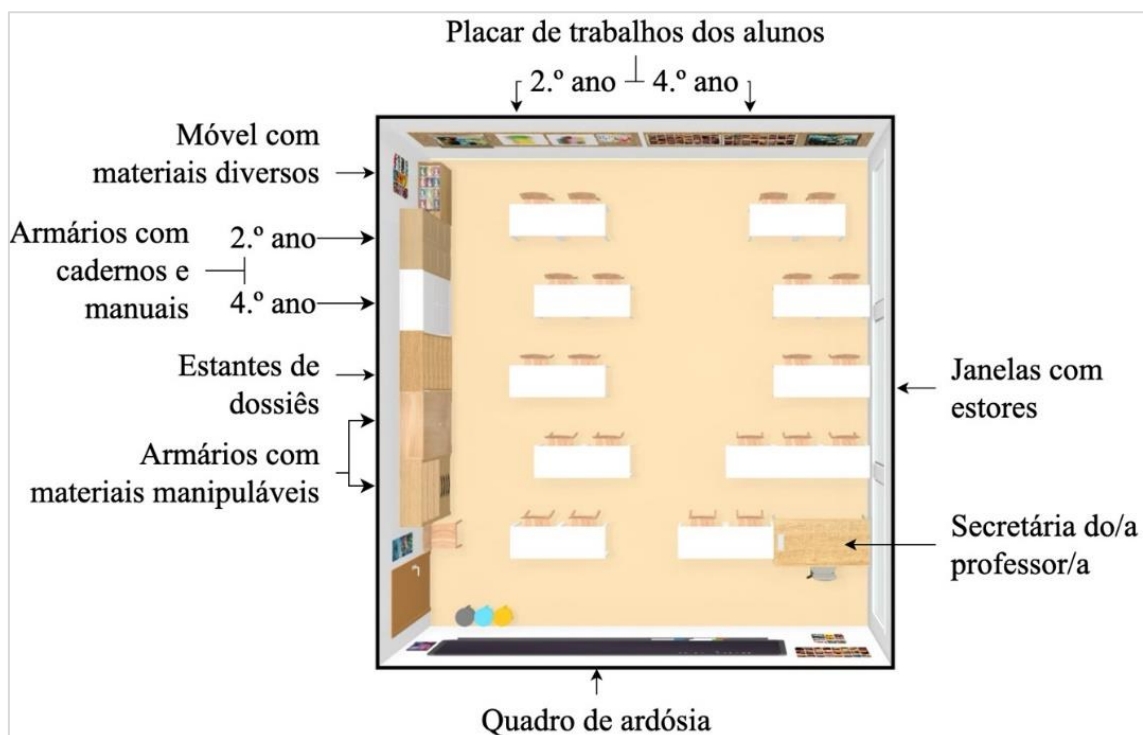 Placar de trabalhos dos alunos
2.º ano
4.º ano
Móvel com
materiais diversos
Armários com
cadernos e
manuais
2.º ano
4.º ano
Estantes de
dossiês
Armários com
materiais manipuláveis
Janelas com
estores
Secretária do/a
professor/a
Quadro de ardósia